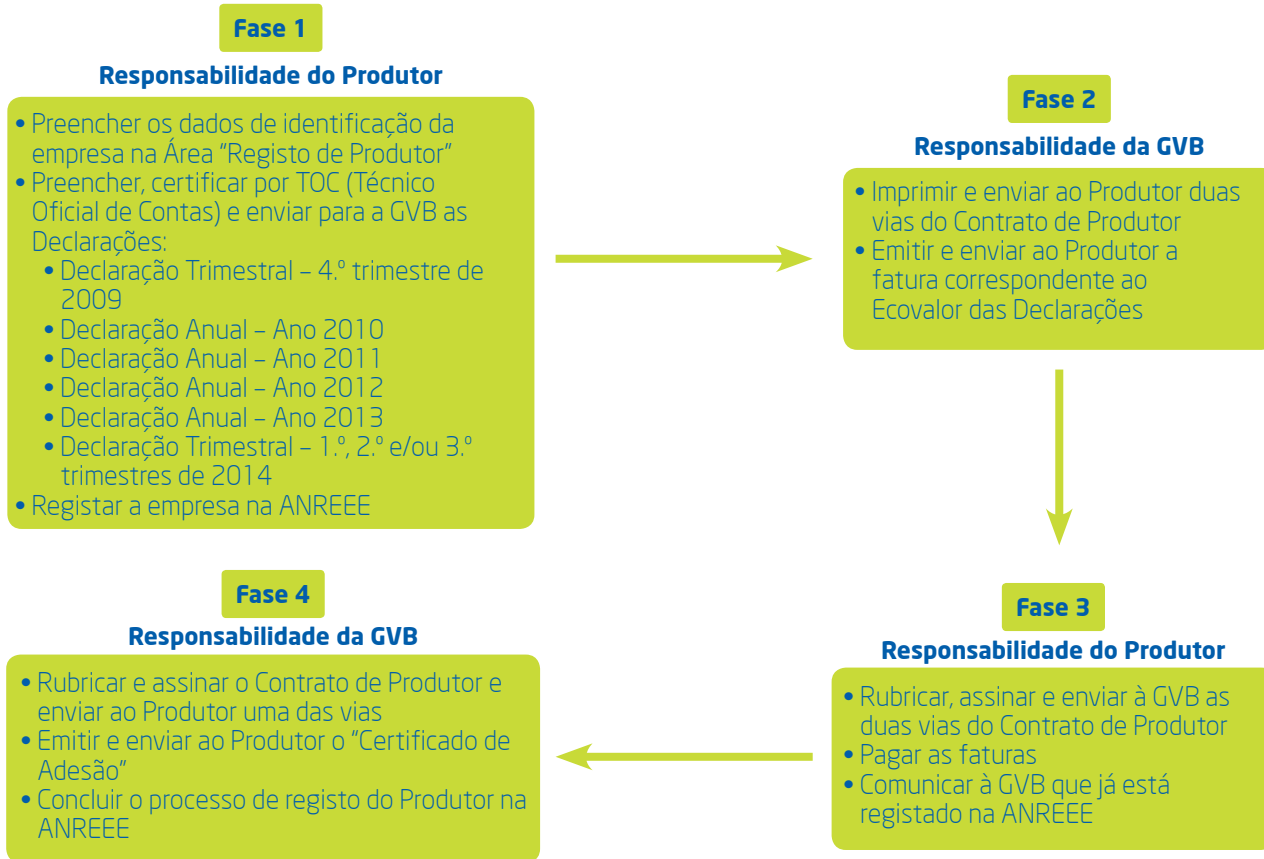 Fase 1
Responsabilidade do Produtor
• Preencher os dados de identificação da
empresa na Área "Registo de Produtor"
• Preencher, certificar por TOC (Técnico
Oficial de Contas) e enviar para a GVB as
Declarações:
• Declaração Trimestral – 4.º trimestre de
2009
• Declaração Anual – Ano 2010
• Declaração Anual – Ano 2011
• Declaração Anual – Ano 2012
• Declaração Anual – Ano 2013
• Declaração Trimestral – 1.º, 2.º e/ou 3.º
trimestres de 2014
• Registar a empresa na ANREEE
Fase 2
Responsabilidade da GVB
• Imprimir e enviar ao Produtor duas
vias do Contrato de Produtor
• Emitir e enviar ao Produtor a
fatura correspondente ao
Ecovalor das Declarações
Fase 3
Responsabilidade do Produtor
• Rubricar, assinar e enviar à GVB as
duas vias do Contrato de Produtor
• Pagar as faturas
• Comunicar à GVB que já está
registado na ANREEE
Fase 4
Responsabilidade da GVB
• Rubricar e assinar o Contrato de Produtor e
enviar ao Produtor uma das vias
• Emitir e enviar ao Produtor o "Certificado de
Adesão"
• Concluir o processo de registo do Produtor na
ANREEE